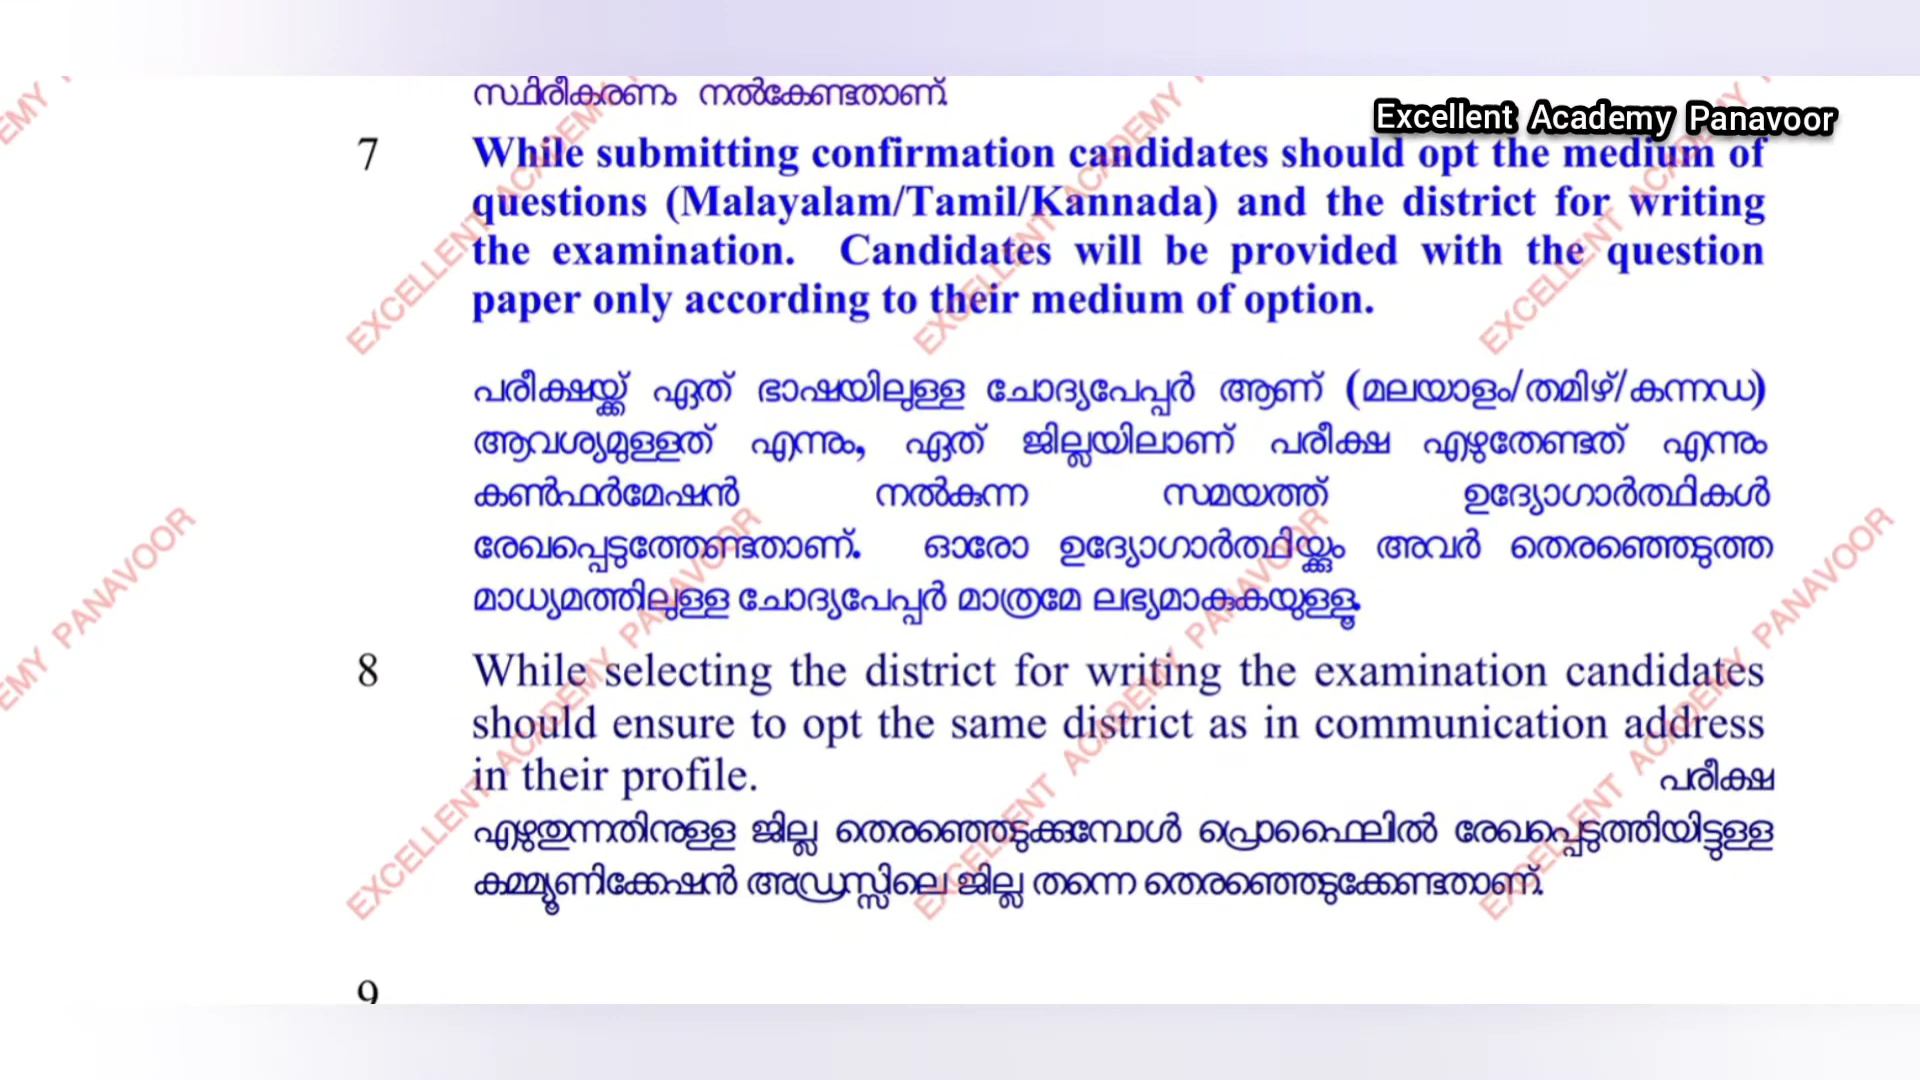 സ്ഥിരീകരണം നൽകേണ്ടതാണ്.
Excellent Academy Panavoor
7 While submitting confirmation candidates should opt the medium of
questions (Malayalam/Tamil/Kannada) and the district for writing
the examination. Candidates will be provided with the question
paper only according to their medium of option.
പരീക്ഷയ്ക്ക് ഏത് ഭാഷയിലുള്ള ചോദ്യപേപ്പർ ആണ് (മലയാളം/തമിഴ്/കന്നഡ)
ആവശ്യമുള്ളത് എന്നും, ഏത് ജില്ലയിലാണ് പരീക്ഷ എഴുതേണ്ടത് എന്നും
കൺഫർമേഷൻ നൽകുന്ന സമയത്ത് ഉദ്യോഗാർത്ഥികൾ
രേഖപ്പെടുത്തേണ്ടതാണ്. ഓരോ ഉദ്യോഗാർത്ഥിയ്ക്കും അവർ തെരഞ്ഞെടുത്ത
മാധ്യമത്തിലുള്ള ചോദ്യപേപ്പർ മാത്രമേ ലഭ്യമാകുകയുള്ളൂ.
8 While selecting the district for writing the examination candidates
should ensure to opt the same district as in communication address
in their profile. പരീക്ഷ
എഴുതുന്നതിനുള്ള ജില്ല തെരഞ്ഞെടുക്കുമ്പോൾ പ്രൊഫൈലിൽ രേഖപ്പെടുത്തിയിട്ടുള്ള
കമ്മ്യൂണിക്കേഷൻ അഡ്രസ്സിലെ ജില്ല തന്നെ തെരഞ്ഞെടുക്കേണ്ടതാണ്.
9
EXCELLENT ACADEMY PANAVOOR